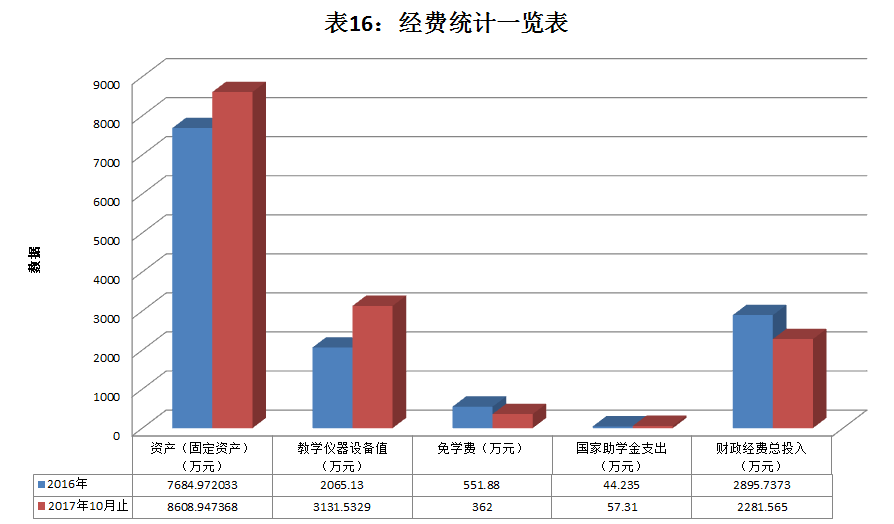 表16：经费统计一览表
9000
8000
7000
6000
5000
4000
3000
2000
1000
0
数据
资产（固定资产）
（万元）
教学仪器设备值
（万元）
免学费（万元）
国家助学金支出
（万元）
财政经费总投入
（万元）
2016年 7684.972033 2065.13 551.88 44.235 2895.7373
2017年10月止 8608.947368 3131.5329 362 57.31 2281.565